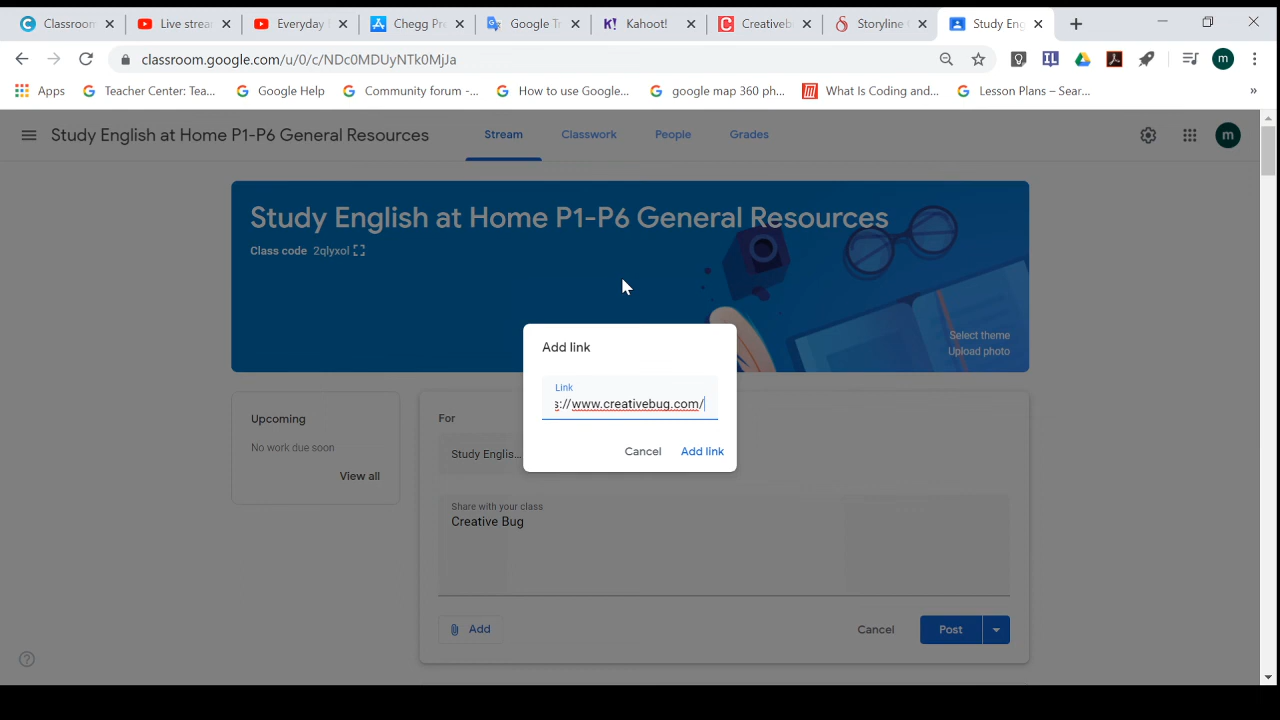 Classroom
Live strea
Everyday
Chegg Pr
Google T
Kahoot!
Creativeb
Storyline
Study Eng
classroom.google.com/u/0/c/NDc0MDUyNTk0MjJa
Apps
Teacher Center: Tea...
Google Help
Community forum -...
How to use Google...
google map 360 ph...
What Is Coding and...
Lesson Plans – Sear...
»
Study English at Home P1-P6 General Resources
Stream
Classwork
People
Grades
m
Study English at Home P1-P6 General Resources
Class code 2qlyxol
Select theme
Upload photo
Add link
Link
s://www.creativebug.com/
Cancel
Add link
Upcoming
No work due soon
View all
For
Study Englis...
Share with your class
Creative Bug
Add
Cancel
Post